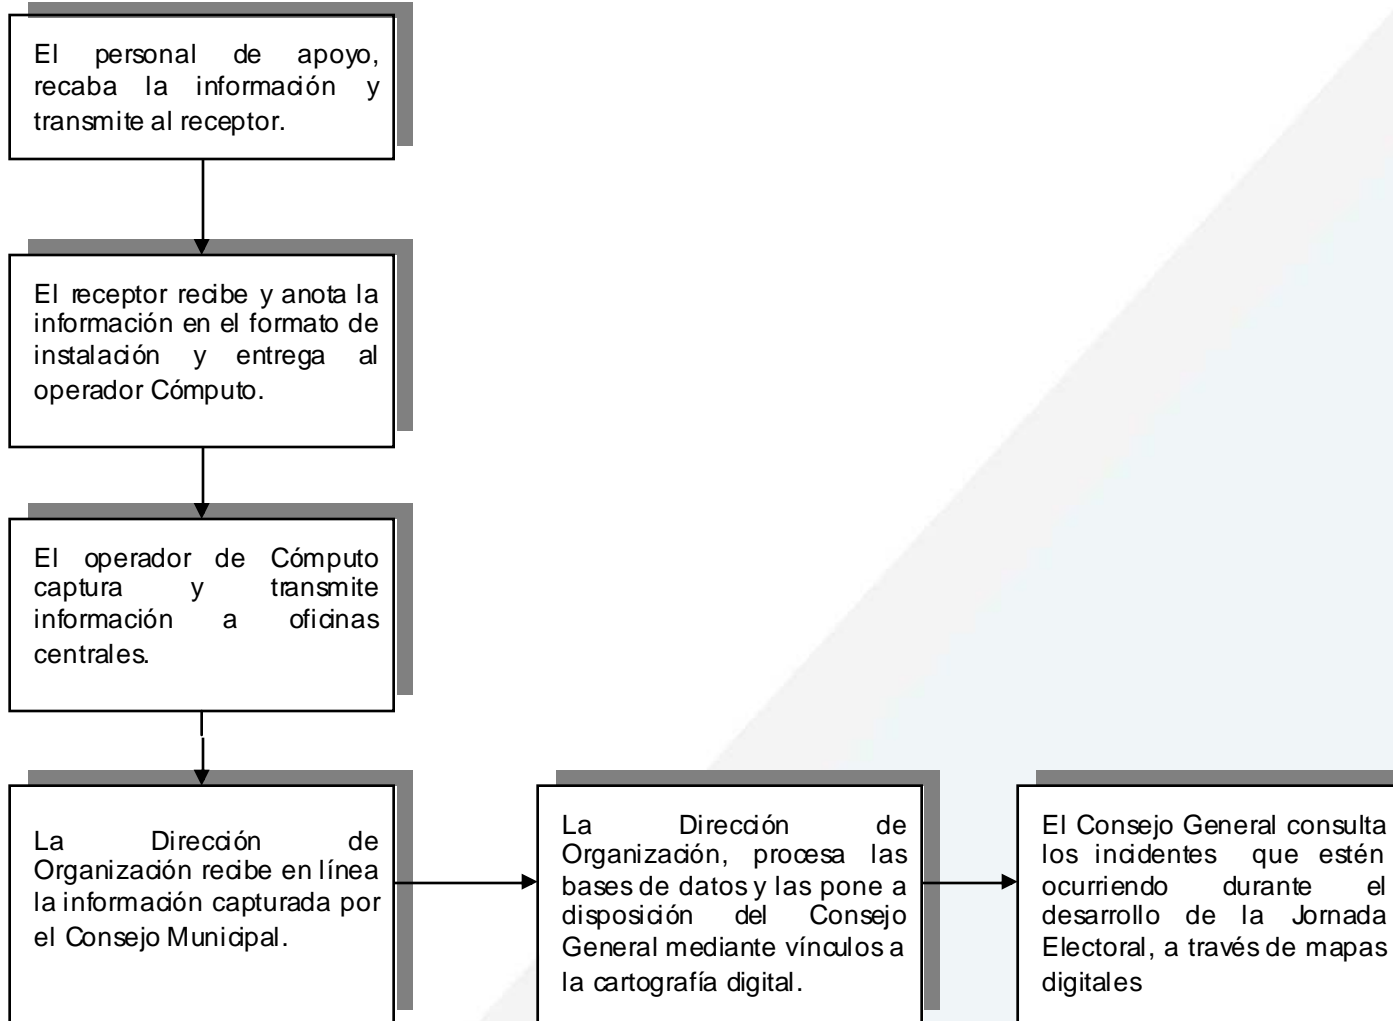 El personal de apoyo,
recaba la información y
transmite al receptor.
El receptor recibe y anota la
información en el formato de
instalación y entrega al
operador Cómputo.
El operador de Cómputo
captura y transmite
información a oficinas
centrales.
La Dirección de
Organización recibe en línea
la información capturada por
el Consejo Municipal.
La Dirección de
Organización, procesa las
bases de datos y las pone a
disposición del Consejo
General mediante vínculos a
la cartografía digital.
El Consejo General consulta
los incidentes que estén
ocurriendo durante el
desarrollo de la Jornada
Electoral, a través de mapas
digitales